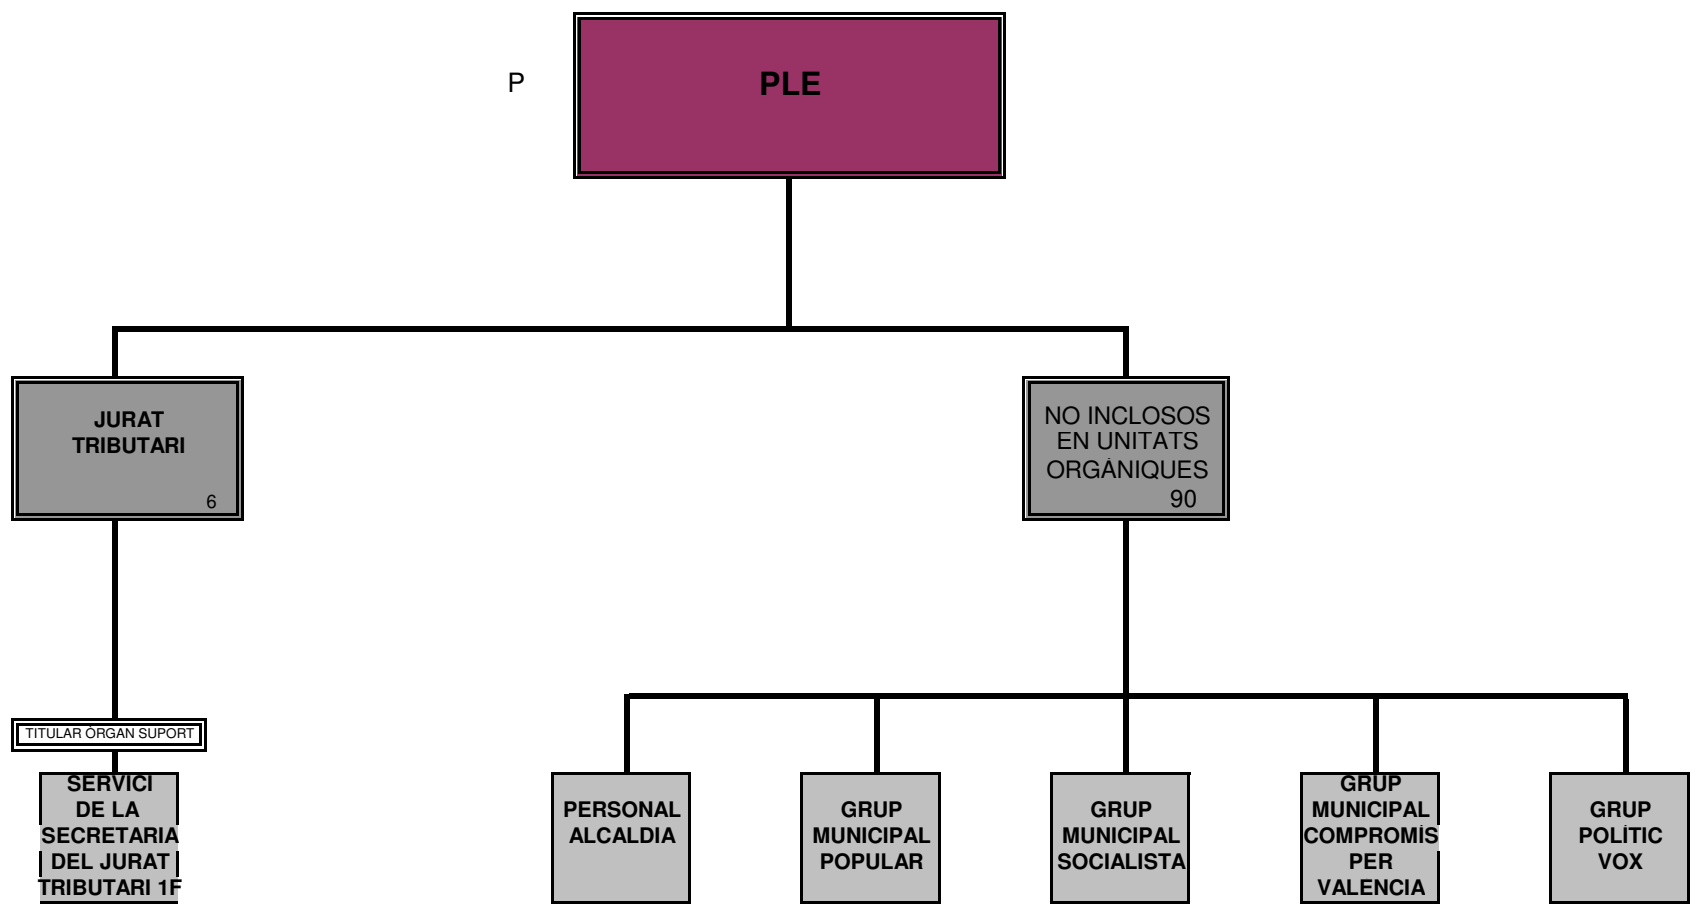 P
PLE
JURAT
TRIBUTARI
6
NO INCLOSOS
EN UNITATS
ORGÀNIQUES
90
TITULAR ÒRGAN SUPORT
SERVICI
DE LA
SECRETARIA
DEL JURAT
TRIBUTARI 1F
PERSONAL
ALCALDIA
GRUP
MUNICIPAL
POPULAR
GRUP
MUNICIPAL
SOCIALISTA
GRUP
MUNICIPAL
COMPROMÍS
PER
VALENCIA
GRUP
POLÍTIC
VOX